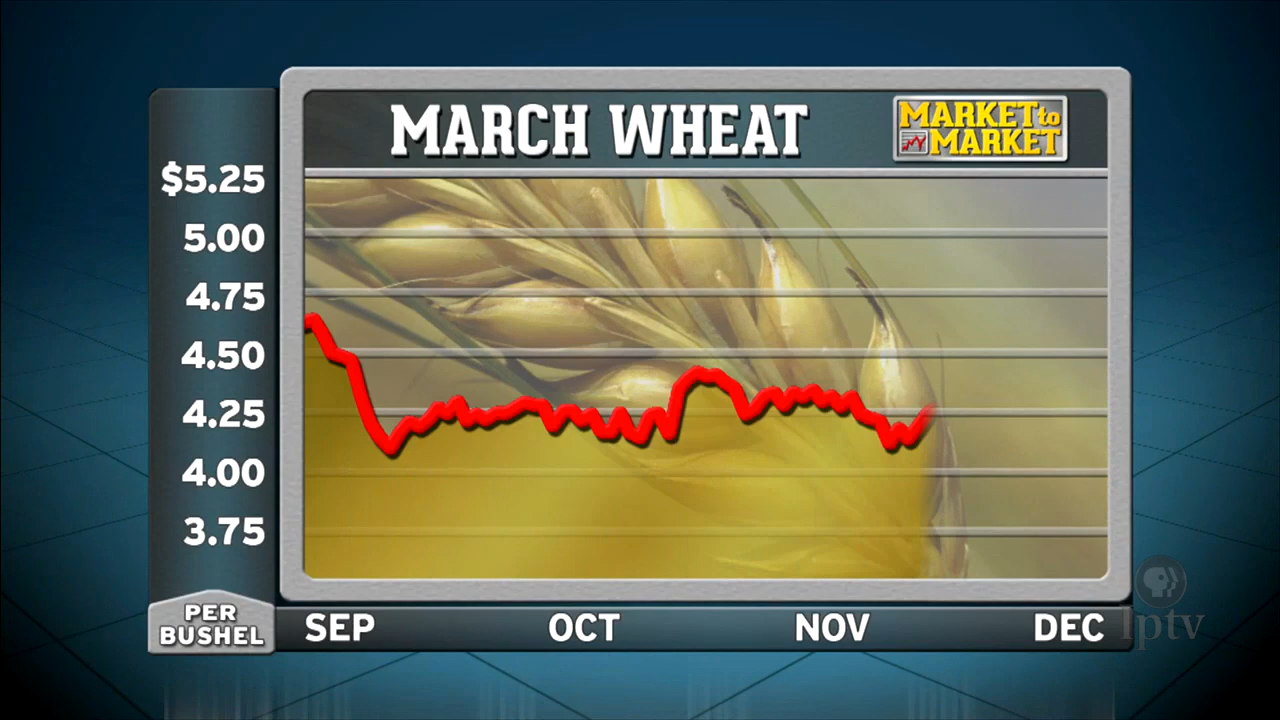 MARCH WHEAT
MARKET to
MARKET
$5.25
5.00
4.75
4.50
4.25
4.00
3.75
PER
BUSHEL
SEP OCT NOV DEC
Iptv